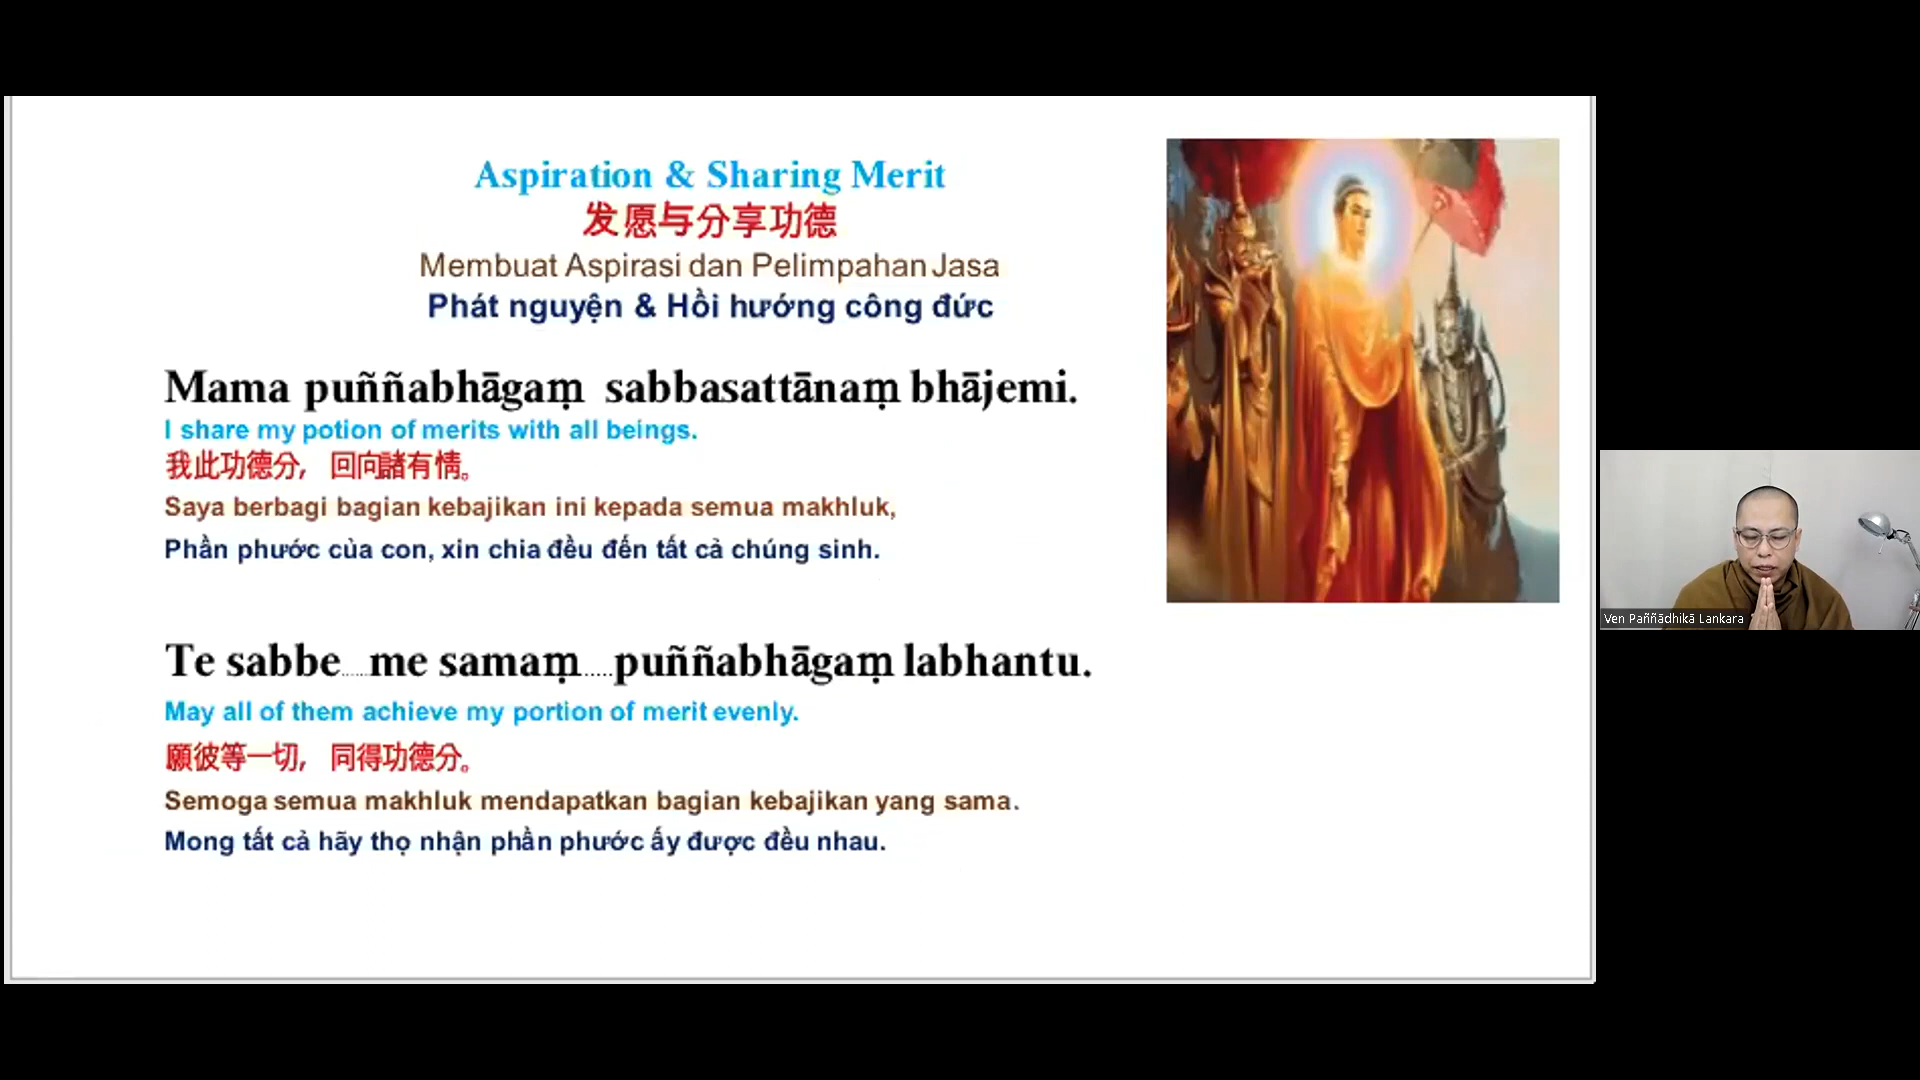 Aspiration & Sharing Merit
发愿与分享功德
Membuat Aspirasi dan Pelimpahan Jasa
Phát nguyện & Hồi hướng công đức
Mama puññabhāgaṃ sabbasattānaṃ bhājemi.
I share my potion of merits with all beings.
我此功德分, 回向諸有情。
Saya berbagi bagian kebajikan ini kepada semua makhluk,
Phần phước của con, xin chia đều đến tất cả chúng sinh.
Te sabbe......me samaṃ.....puññabhāgaṃ labhantu.
May all of them achieve my portion of merit evenly.
願彼等一切, 同得功德分。
Semoga semua makhluk mendapatkan bagian kebajikan yang sama.
Mong tất cả hãy thọ nhận phần phước ấy được đều nhau.
Ven Paññādhikā Lankara